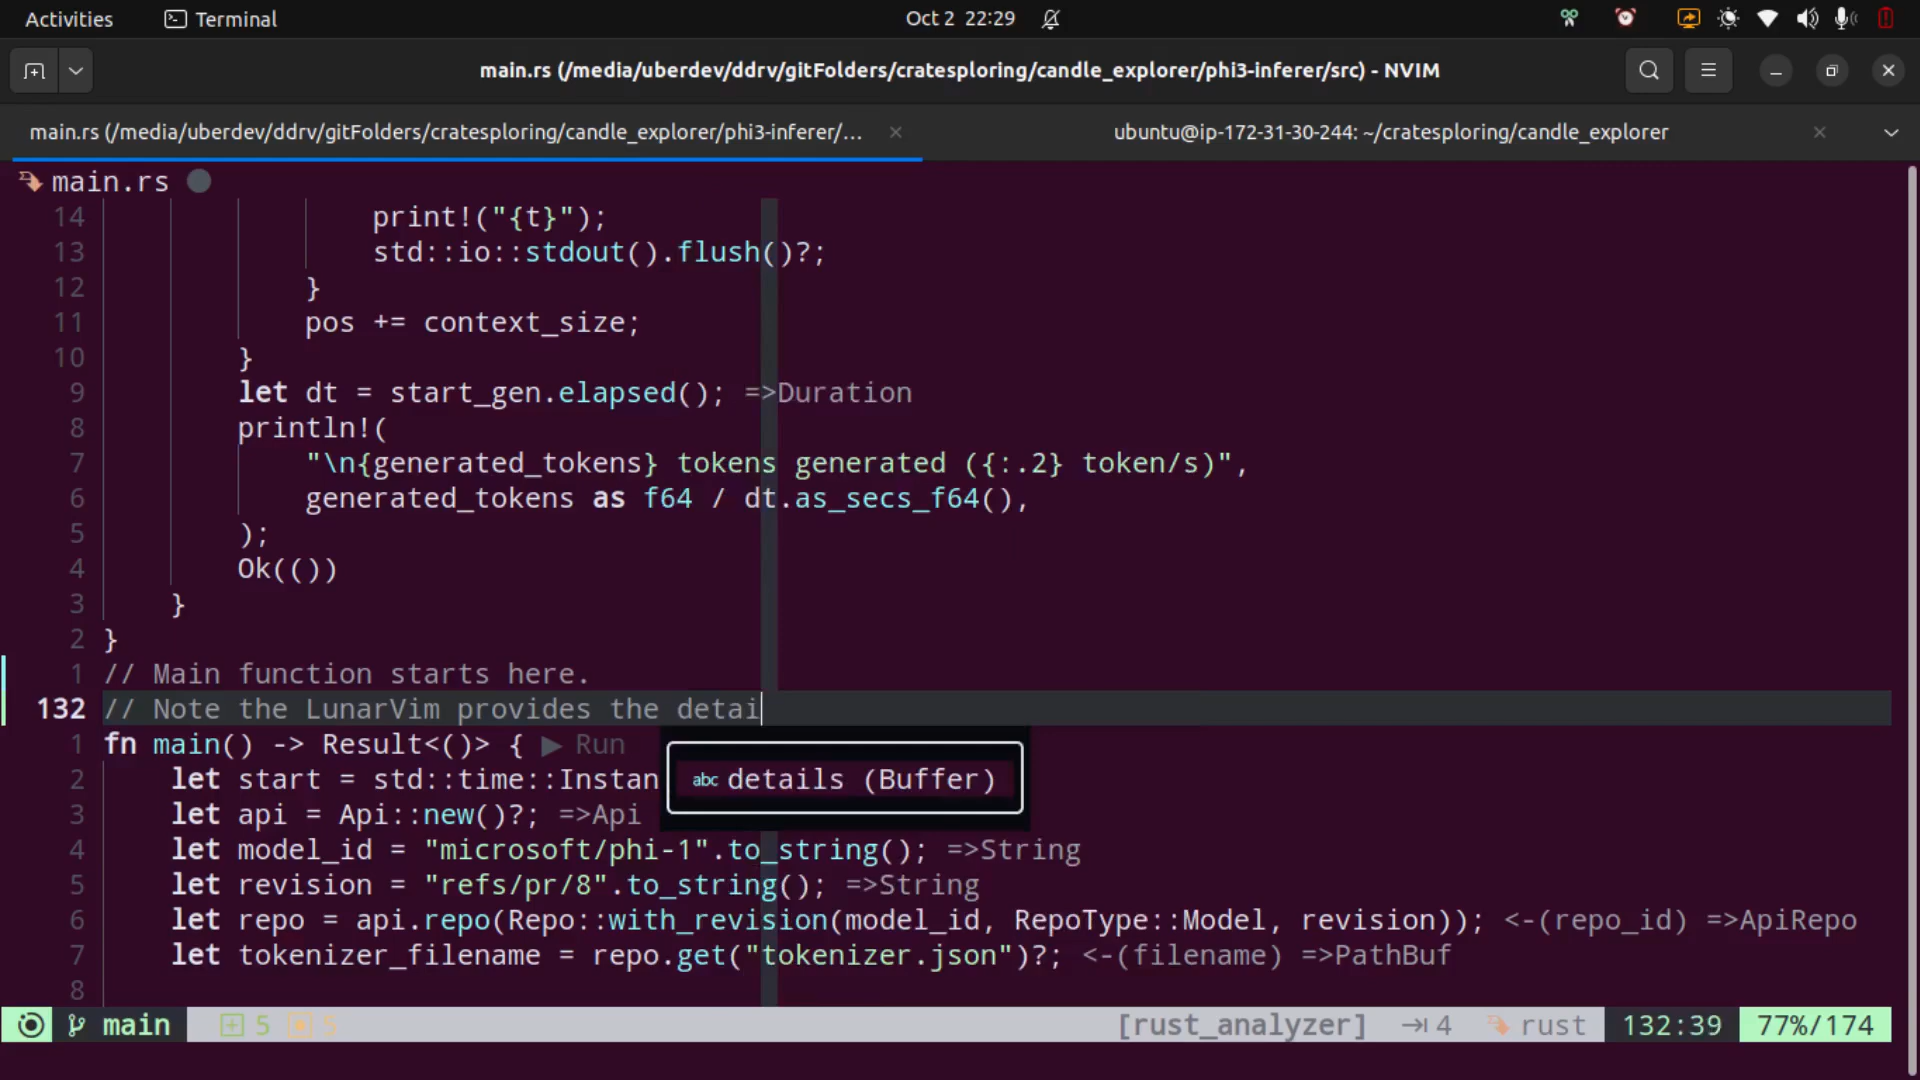 Activities Terminal Oct 2 22:29
main.rs (/media/uberdev/ddrv/gitFolders/cratesploring/candle_explorer/phi3-inferer/src) - NVIM
main.rs (/media/uberdev/ddrv/gitFolders/cratesploring/candle_explorer/phi3-inferer/... ubuntu@ip-172-31-30-244: ~/cratesploring/candle_explorer
main.rs
14 print!("{t}");
13 std::io::stdout().flush()?;
12 }
11 pos += context_size;
10 }
9 let dt = start_gen.elapsed(); =>Duration
8 println!(
7 "\n{generated_tokens} tokens generated ({:.2} token/s)",
6 generated_tokens as f64 / dt.as_secs_f64(),
5 );
4 Ok(())
3 }
2 }
1 // Main function starts here.
132 // Note the LunarVim provides the detai
1 fn main() -> Result<()> { ▶ Run
2 let start = std::time::Instan
abc details (Buffer)
3 let api = Api::new()?; =>Api
4 let model_id = "microsoft/phi-1".to_string(); =>String
5 let revision = "refs/pr/8".to_string(); =>String
6 let repo = api.repo(Repo::with_revision(model_id, RepoType::Model, revision)); <-(repo_id) =>ApiRepo
7 let tokenizer_filename = repo.get("tokenizer.json")?; <-(filename) =>PathBuf
8
main 5 5 [rust_analyzer] 4 rust 132:39 77%/174